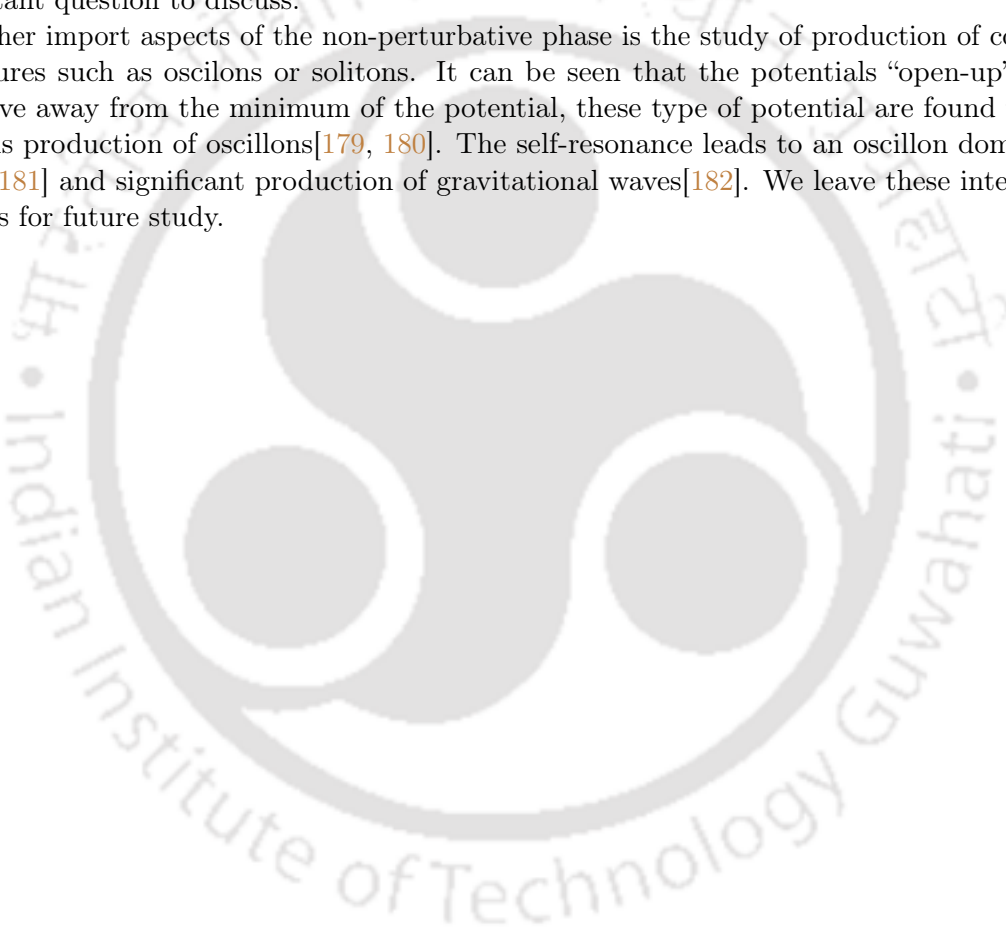 tant question to discuss.
her import aspects of the non-perturbative phase is the study of production of co
ures such as oscilons or solitons. It can be seen that the potentials “open-up”
ve away from the minimum of the potential, these type of potential are found
s production of oscillons[179, 180]. The self-resonance leads to an oscillon dom
181] and significant production of gravitational waves[182]. We leave these inte
s for future study.
Indian Institute of Technology Guwahati